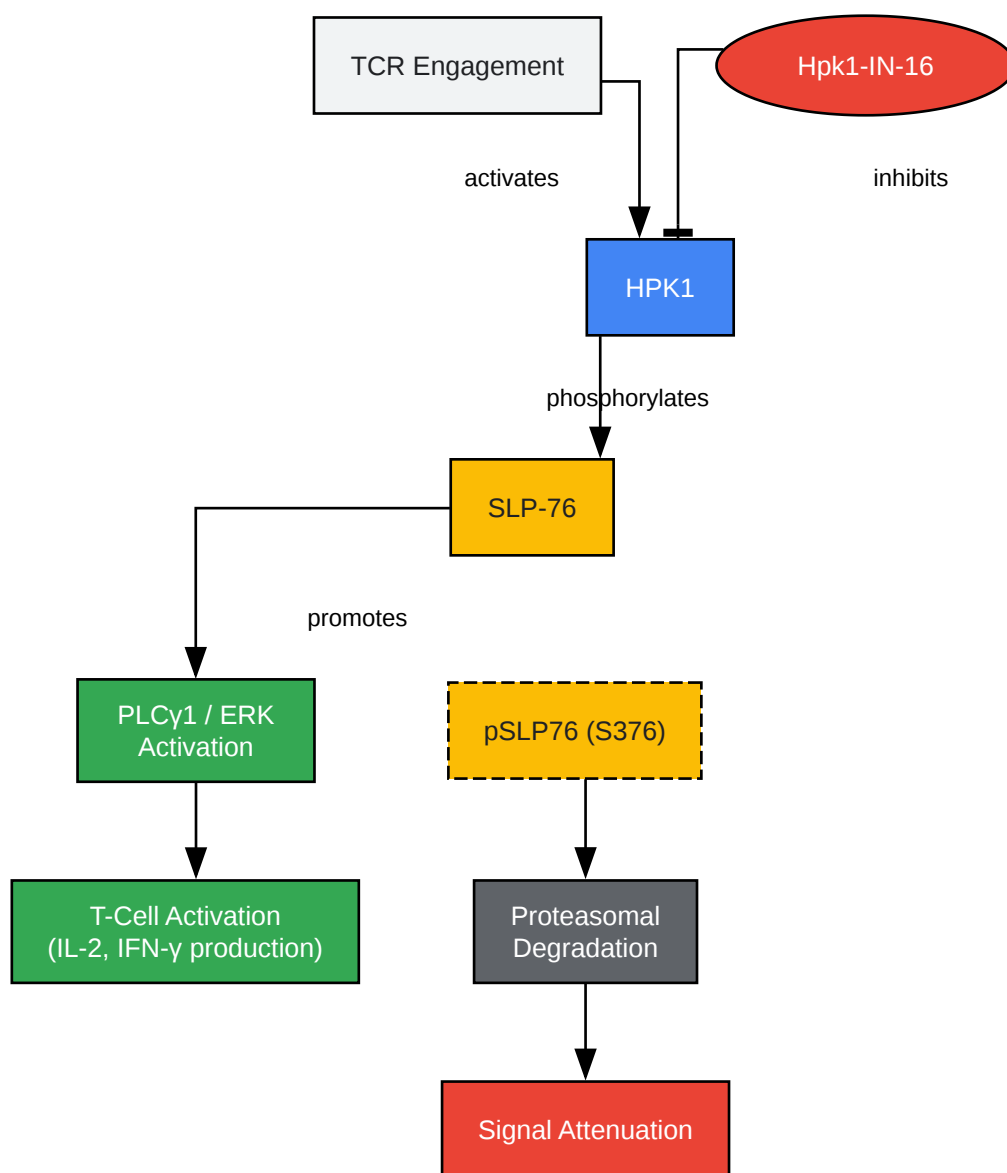 TCR Engagement
Hpk1-IN-16
activates
inhibits
HPK1
phosphorylates
SLP-76
promotes
PLCγ1 / ERK
Activation
pSLP76 (S376)
T-Cell Activation
(IL-2, IFN-γ production)
Proteasomal
Degradation
Signal Attenuation